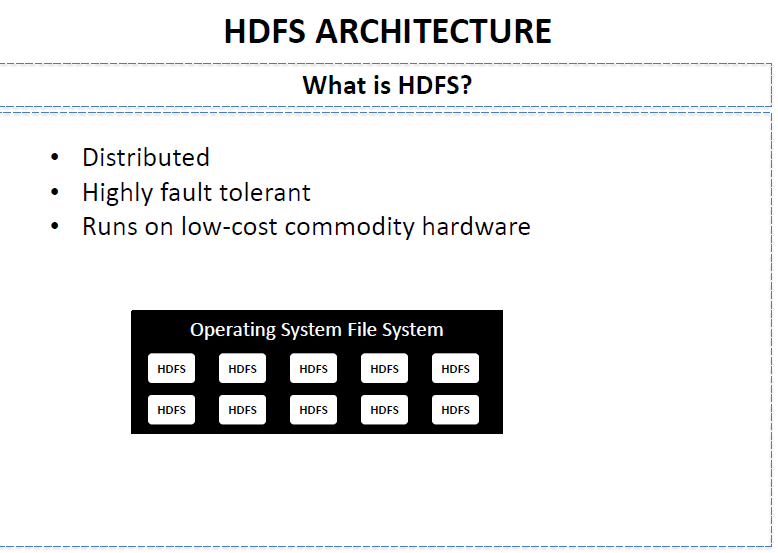 HDFS ARCHITECTURE
What is HDFS?
• Distributed
• Highly fault tolerant
• Runs on low-cost commodity hardware
Operating System File System
HDFS HDFS HDFS HDFS HDFS
HDFS HDFS HDFS HDFS HDFS